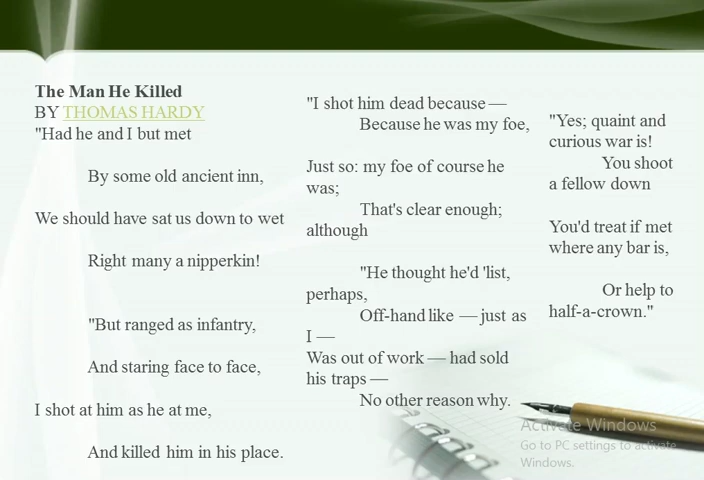 The Man He Killed
BY THOMAS HARDY
"Had he and I but met
By some old ancient inn,
We should have sat us down to wet
Right many a nipperkin!
"But ranged as infantry,
And staring face to face,
I shot at him as he at me,
And killed him in his place.
"I shot him dead because —
Because he was my foe,
Just so: my foe of course he
was;
That's clear enough;
although
"He thought he'd 'list,
perhaps,
Off-hand like — just as
I —
Was out of work — had sold
his traps —
No other reason why.
"Yes; quaint and
curious war is!
You shoot
a fellow down
You'd treat if met
where any bar is,
Or help to
half-a-crown."
Activate Windows
Go to PC settings to activate
Windows.